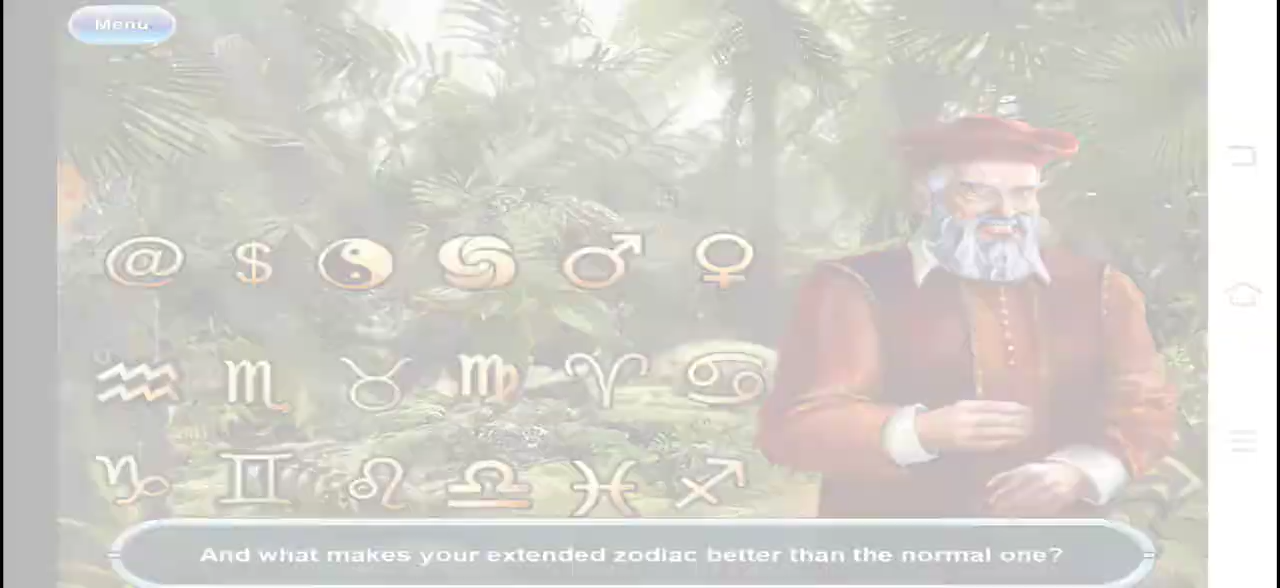 Menu
@ $ ☯ ♂ ♀
♒ ♏ ♉ ♍ ♈ ♋
♑ ♊ ♌ ♎ ♓ ♐
And what makes your extended zodiac better than the normal one?